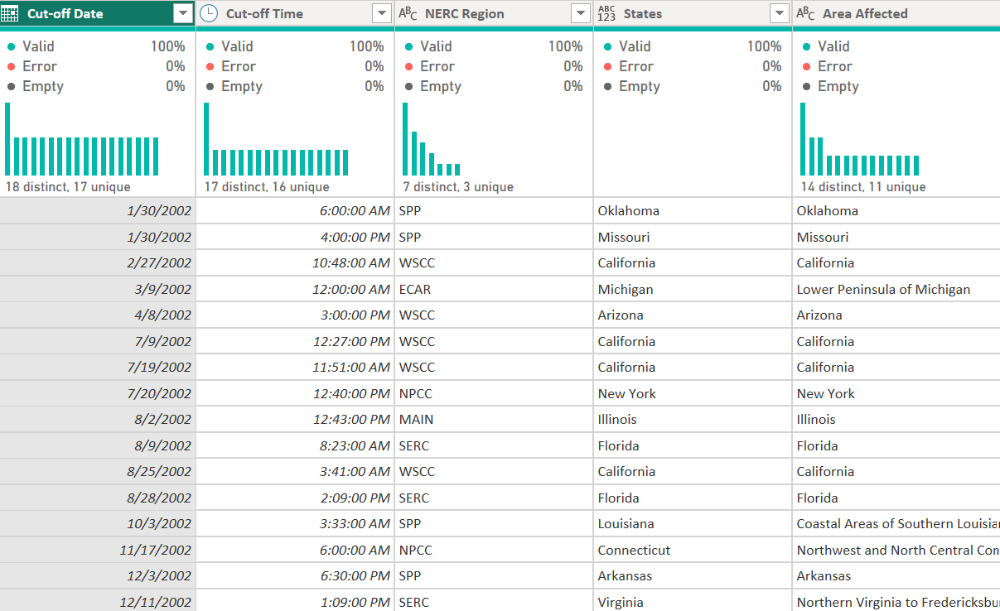 Cut-off Date Cut-off Time ABC NERC Region ABC 123 States ABC Area Affected
Valid 100% Valid 100% Valid 100% Valid 100% Valid
Error 0% Error 0% Error 0% Error 0% Error
Empty 0% Empty 0% Empty 0% Empty 0% Empty
18 distinct, 17 unique 17 distinct, 16 unique 7 distinct, 3 unique 14 distinct, 11 unique
1/30/2002 6:00:00 AM SPP Oklahoma Oklahoma
1/30/2002 4:00:00 PM SPP Missouri Missouri
2/27/2002 10:48:00 AM WSCC California California
3/9/2002 12:00:00 AM ECAR Michigan Lower Peninsula of Michigan
4/8/2002 3:00:00 PM WSCC Arizona Arizona
7/9/2002 12:27:00 PM WSCC California California
7/19/2002 11:51:00 AM WSCC California California
7/20/2002 12:40:00 PM NPCC New York New York
8/2/2002 12:43:00 PM MAIN Illinois Illinois
8/9/2002 8:23:00 AM SERC Florida Florida
8/25/2002 3:41:00 AM WSCC California California
8/28/2002 2:09:00 PM SERC Florida Florida
10/3/2002 3:33:00 AM SPP Louisiana Coastal Areas of Southern Louisia
11/17/2002 6:00:00 AM NPCC Connecticut Northwest and North Central Con
12/3/2002 6:30:00 PM SPP Arkansas Arkansas
12/11/2002 1:09:00 PM SERC Virginia Northern Virginia to Fredericksbu